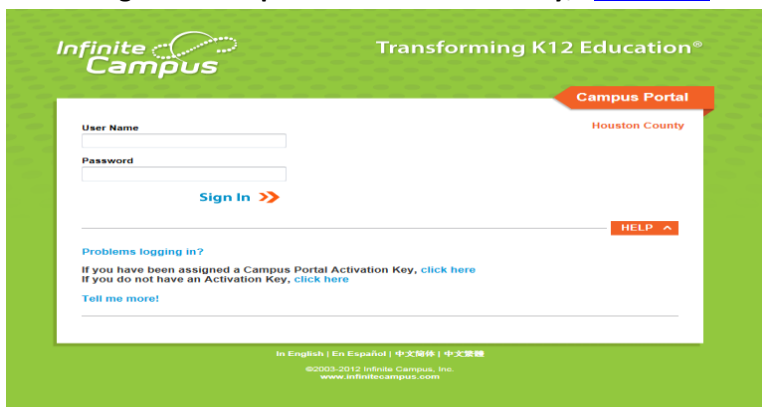 Infinite
Campus
Transforming K12 Education®
Campus Portal
Houston County
User Name
Password
Sign In
HELP
Problems logging in?
If you have been assigned a Campus Portal Activation Key, click here
If you do not have an Activation Key, click here
Tell me more!
In English | En Español | 中文简体 | 中文繁體
©2003-2012 Infinite Campus, Inc.
www.infinitecampus.com